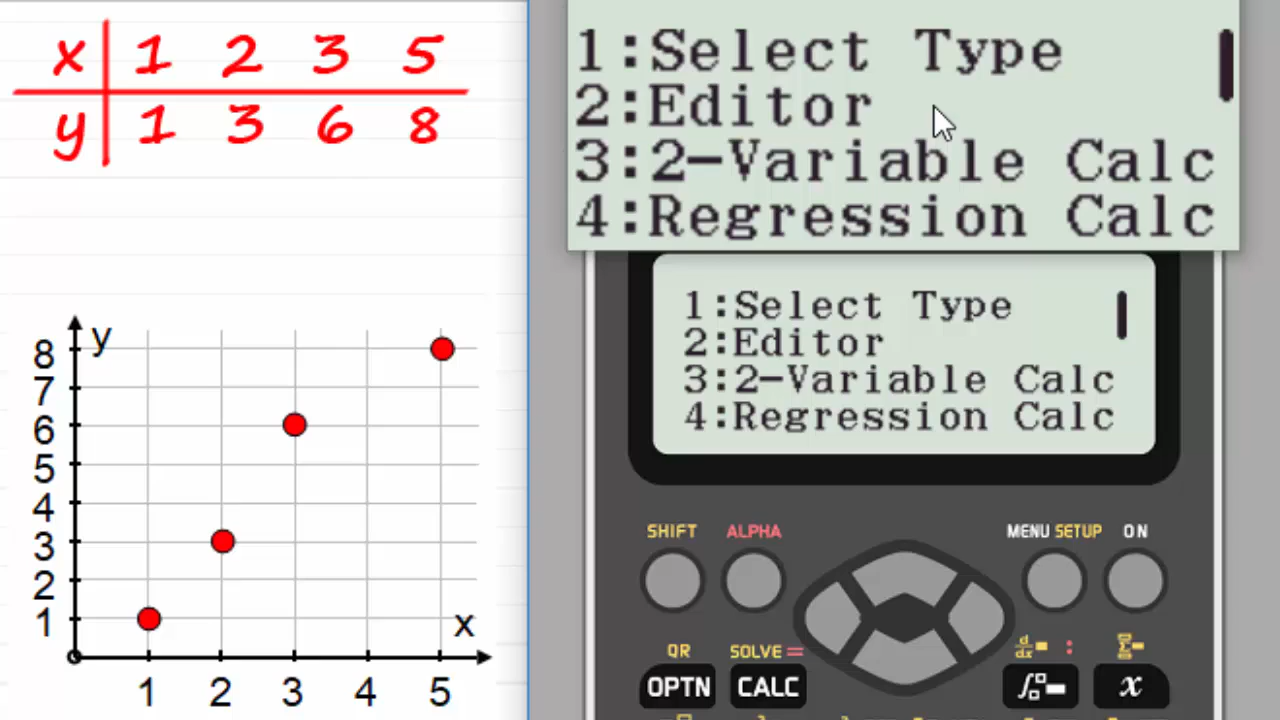 x 1 2 3 5
y 1 3 6 8
1:Select Type
2:Editor
3:2-Variable Calc
4:Regression Calc
1:Select Type
2:Editor
3:2-Variable Calc
4:Regression Calc
y
8
7
6
5
4
3
2
1
x
1 2 3 4 5
SHIFT ALPHA MENU SETUP ON
QR SOLVE = d/dx :
OPTN CALC x